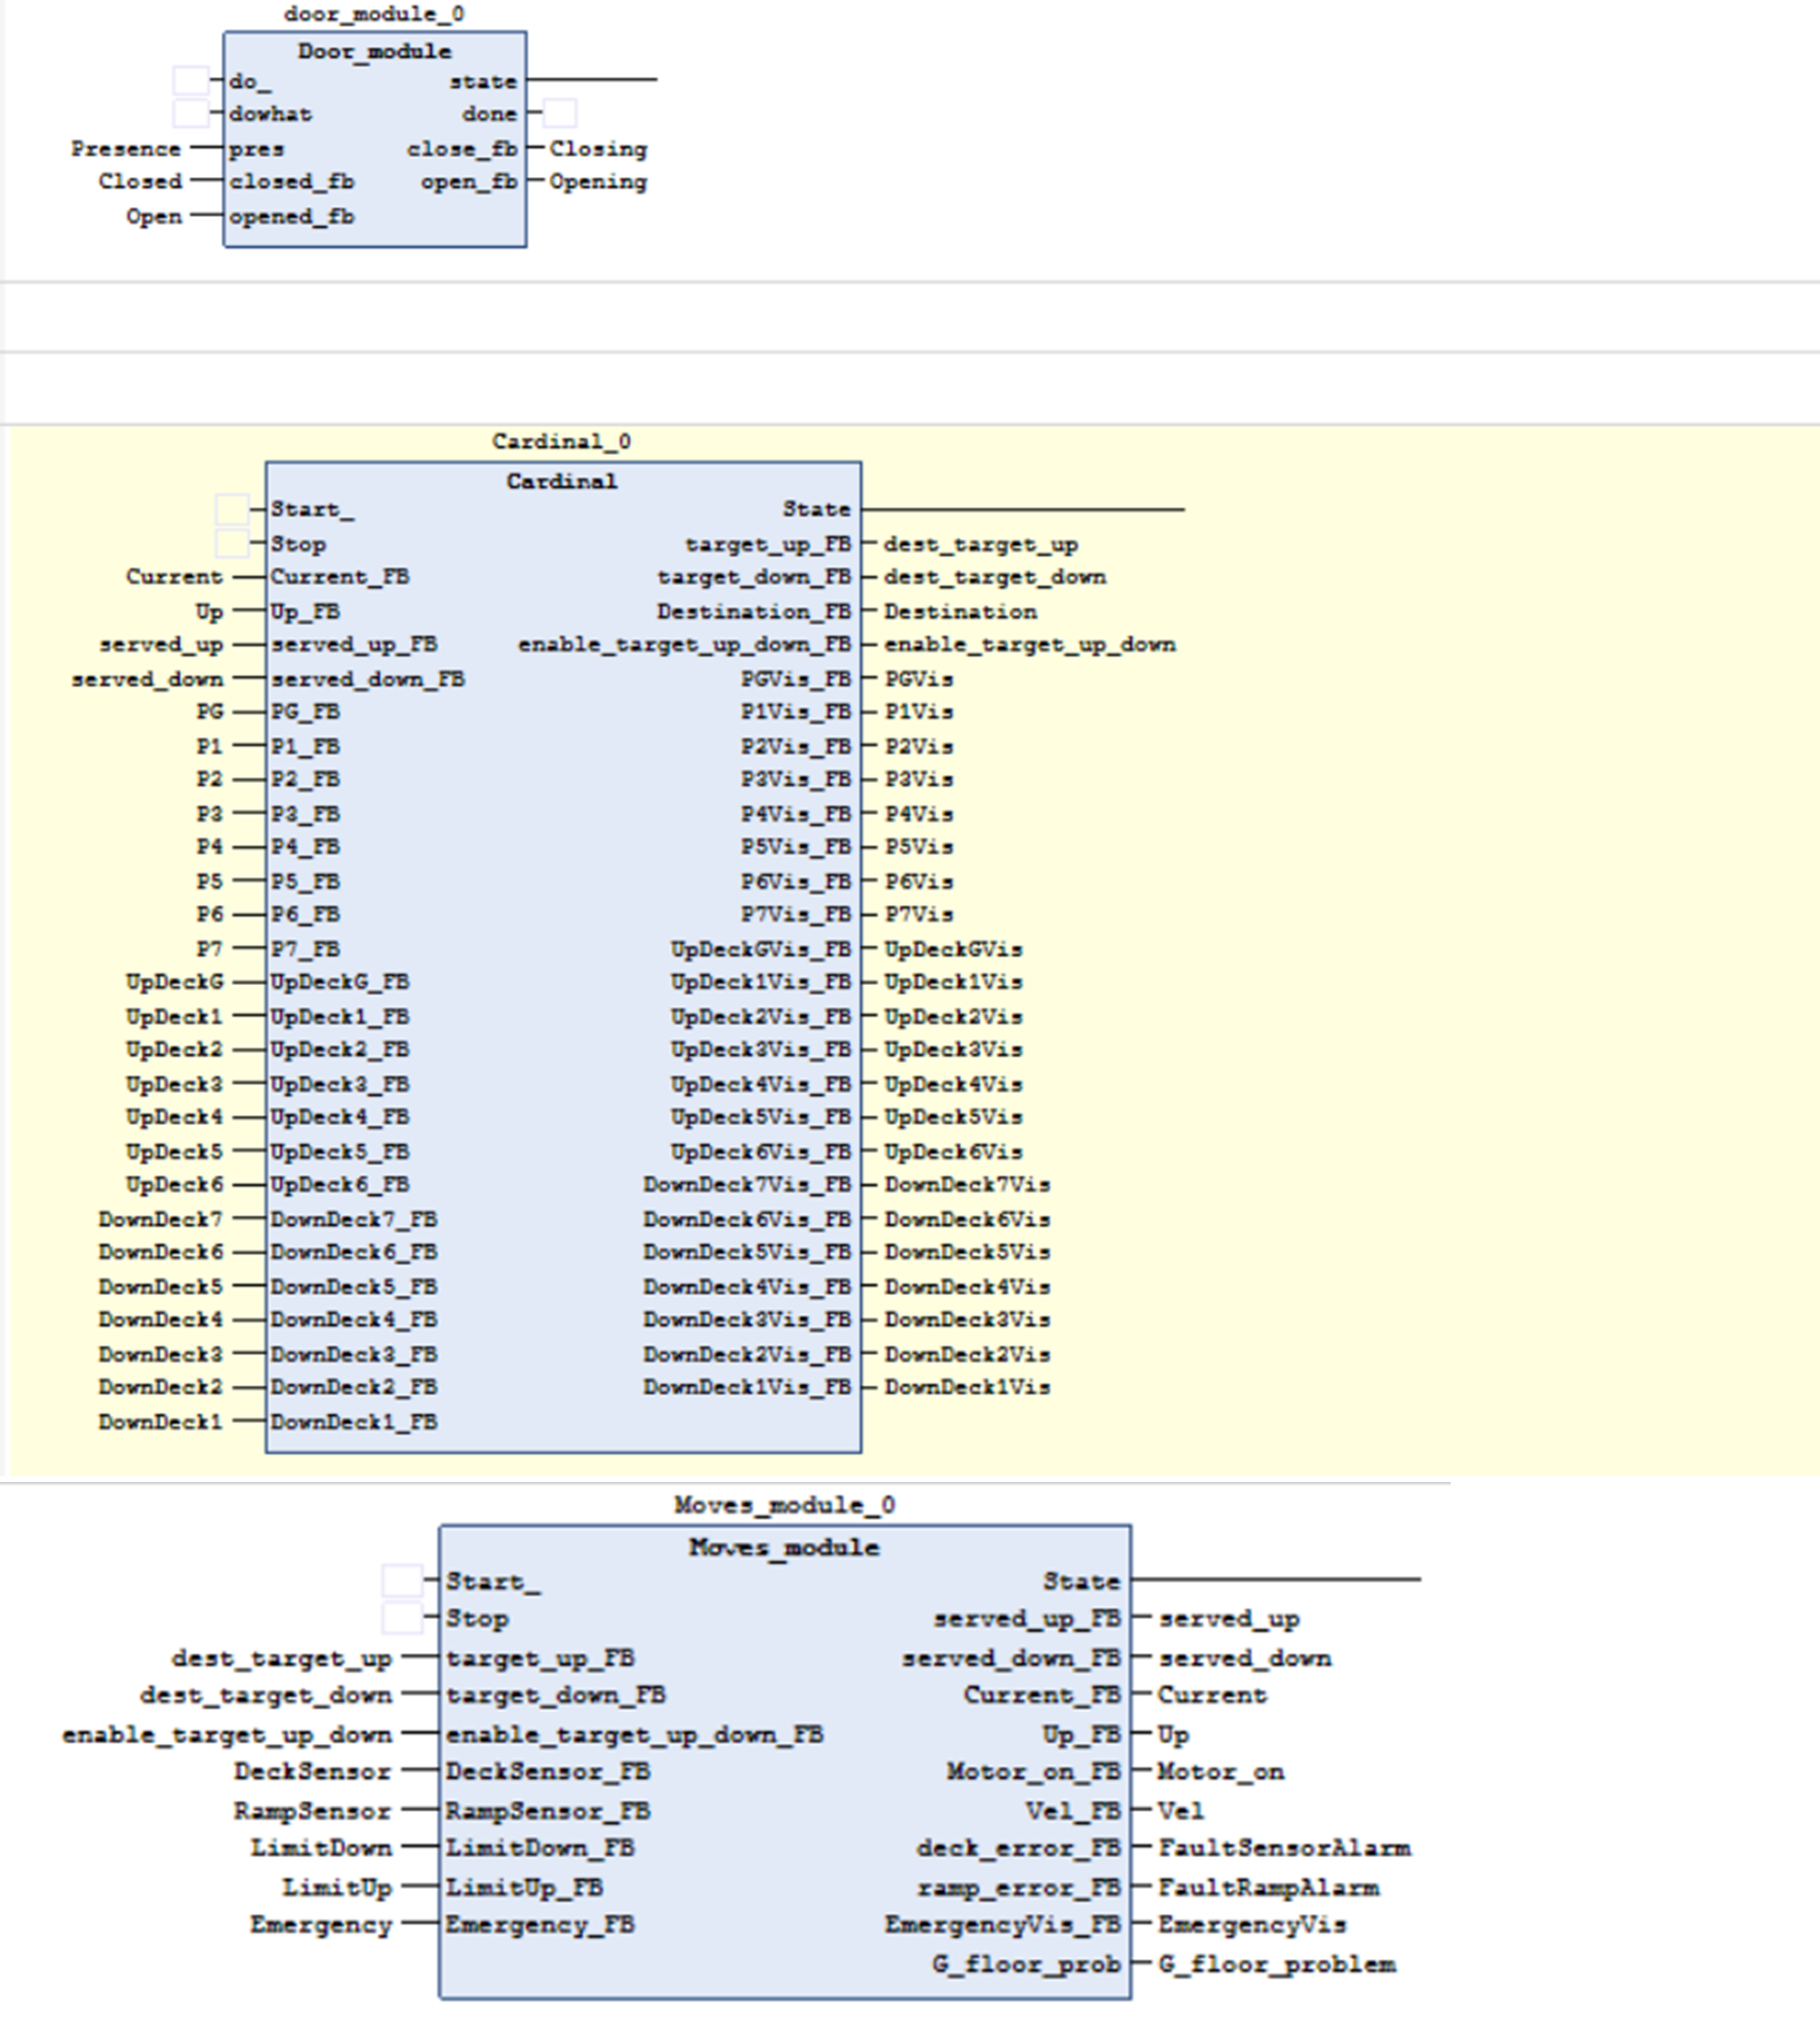 door_module_0
Door_module
do_ state
dowhat done
Presence pres close_fb Closing
Closed closed_fb open_fb Opening
Open opened_fb
Cardinal_0
Cardinal
Start_ State
Stop target_up_FB dest_target_up
Current Current_FB target_down_FB dest_target_down
Up Up_FB Destination_FB Destination
served_up served_up_FB enable_target_up_down_FB enable_target_up_down
served_down served_down_FB PGVis_FB PGVis
PG PG_FB P1Vis_FB P1Vis
P1 P1_FB P2Vis_FB P2Vis
P2 P2_FB P3Vis_FB P3Vis
P3 P3_FB P4Vis_FB P4Vis
P4 P4_FB P5Vis_FB P5Vis
P5 P5_FB P6Vis_FB P6Vis
P6 P6_FB P7Vis_FB P7Vis
P7 P7_FB UpDeckGVis_FB UpDeckGVis
UpDeckG UpDeckG_FB UpDeck1Vis_FB UpDeck1Vis
UpDeck1 UpDeck1_FB UpDeck2Vis_FB UpDeck2Vis
UpDeck2 UpDeck2_FB UpDeck3Vis_FB UpDeck3Vis
UpDeck3 UpDeck3_FB UpDeck4Vis_FB UpDeck4Vis
UpDeck4 UpDeck4_FB UpDeck5Vis_FB UpDeck5Vis
UpDeck5 UpDeck5_FB UpDeck6Vis_FB UpDeck6Vis
UpDeck6 UpDeck6_FB DownDeck7Vis_FB DownDeck7Vis
DownDeck7 DownDeck7_FB DownDeck6Vis_FB DownDeck6Vis
DownDeck6 DownDeck6_FB DownDeck5Vis_FB DownDeck5Vis
DownDeck5 DownDeck5_FB DownDeck4Vis_FB DownDeck4Vis
DownDeck4 DownDeck4_FB DownDeck3Vis_FB DownDeck3Vis
DownDeck3 DownDeck3_FB DownDeck2Vis_FB DownDeck2Vis
DownDeck2 DownDeck2_FB DownDeck1Vis_FB DownDeck1Vis
DownDeck1 DownDeck1_FB
Moves_module_0
Moves_module
Start_ State
Stop served_up_FB served_up
dest_target_up target_up_FB served_down_FB served_down
dest_target_down target_down_FB Current_FB Current
enable_target_up_down enable_target_up_down_FB Up_FB Up
DeckSensor DeckSensor_FB Motor_on_FB Motor_on
RampSensor RampSensor_FB Vel_FB Vel
LimitDown LimitDown_FB deck_error_FB FaultSensorAlarm
LimitUp LimitUp_FB ramp_error_FB FaultRampAlarm
Emergency Emergency_FB EmergencyVis_FB EmergencyVis
G_floor_prob G_floor_problem